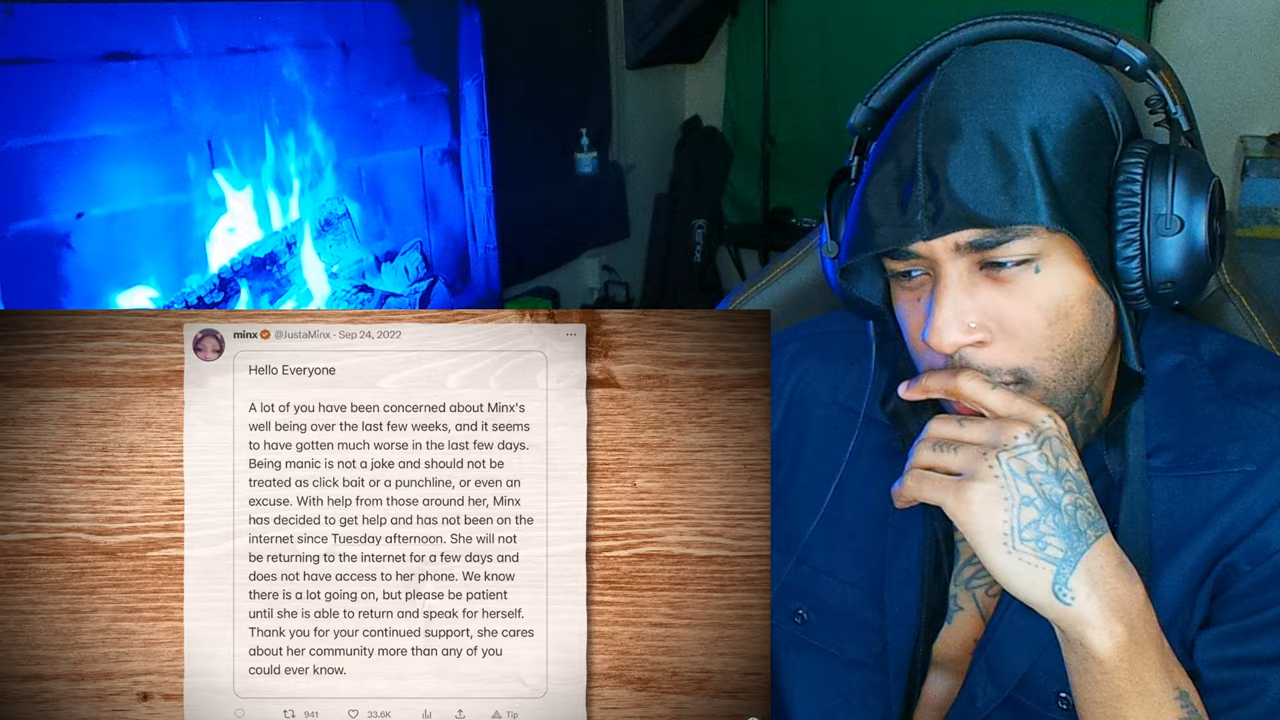 minx @JustaMinx · Sep 24, 2022
Hello Everyone
A lot of you have been concerned about Minx's
well being over the last few weeks, and it seems
to have gotten much worse in the last few days.
Being manic is not a joke and should not be
treated as click bait or a punchline, or even an
excuse. With help from those around her, Minx
has decided to get help and has not been on the
internet since Tuesday afternoon. She will not
be returning to the internet for a few days and
does not have access to her phone. We know
there is a lot going on, but please be patient
until she is able to return and speak for herself.
Thank you for your continued support, she cares
about her community more than any of you
could ever know.
941 33.6K Tip